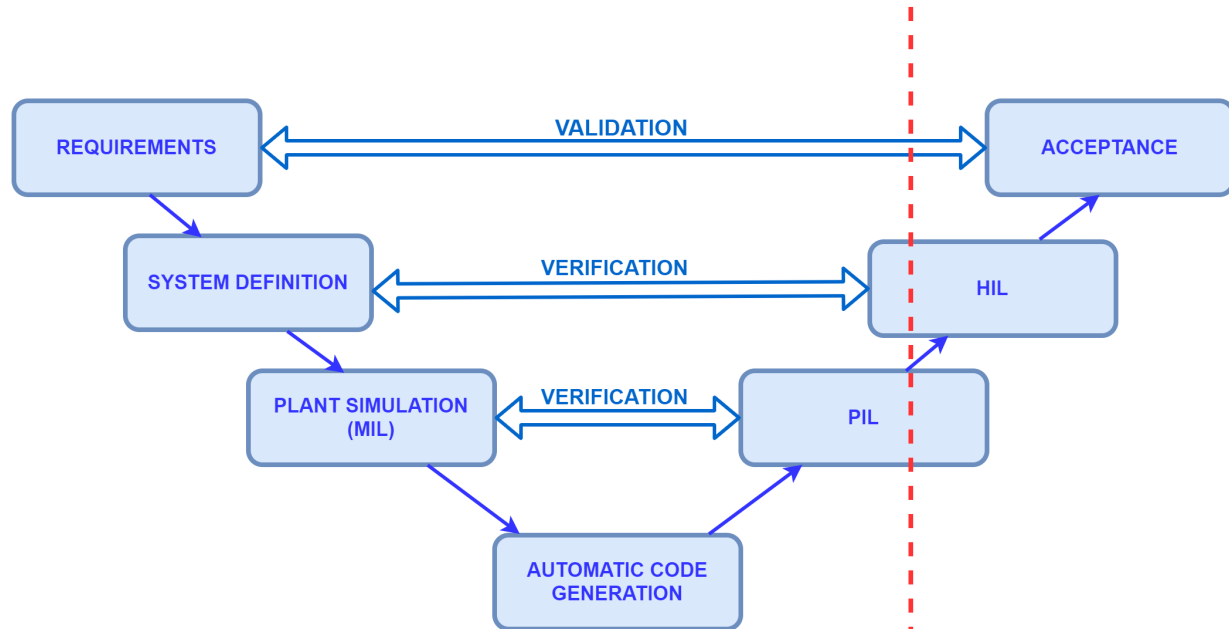 VALIDATION
REQUIREMENTS
ACCEPTANCE
VERIFICATION
SYSTEM DEFINITION
HIL
VERIFICATION
PLANT SIMULATION
(MIL)
PIL
AUTOMATIC CODE
GENERATION